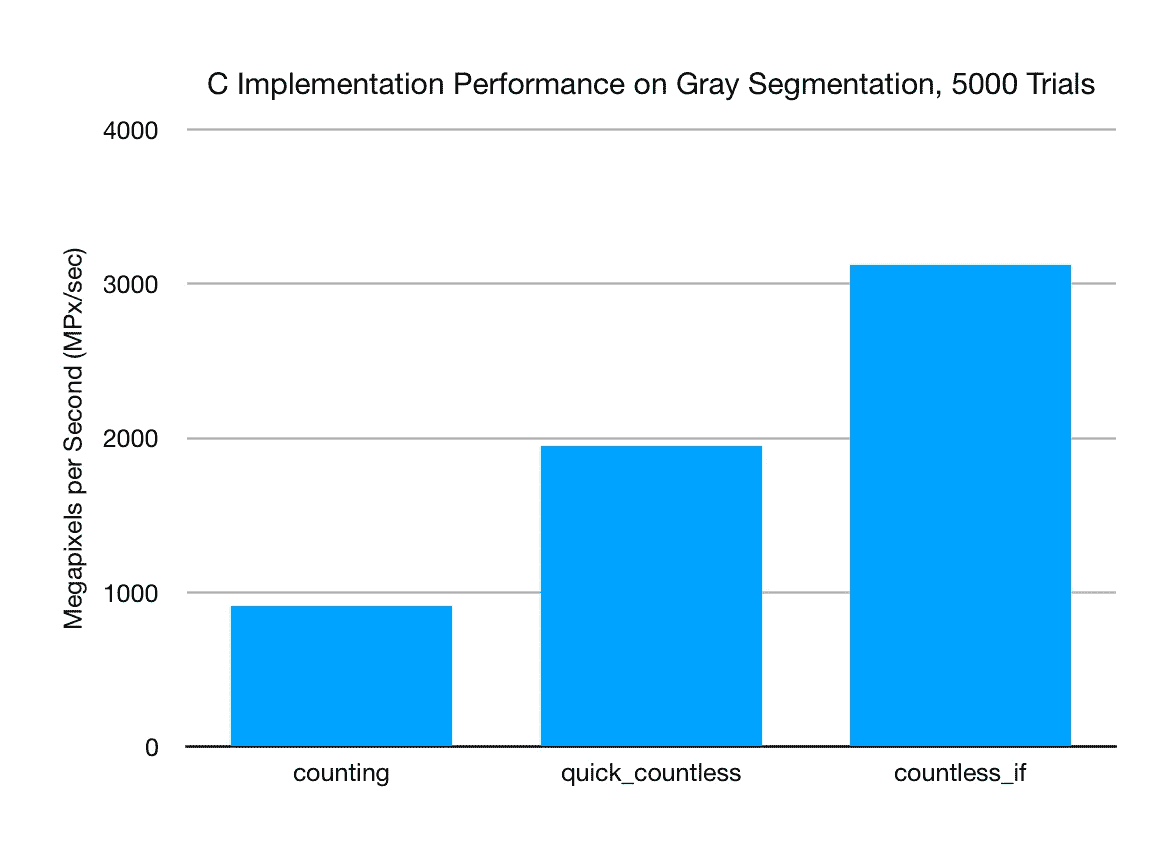 C Implementation Performance on Gray Segmentation, 5000 Trials
Megapixels per Second (MPx/sec)
4000
3000
2000
1000
0
counting
quick_countless
countless_if